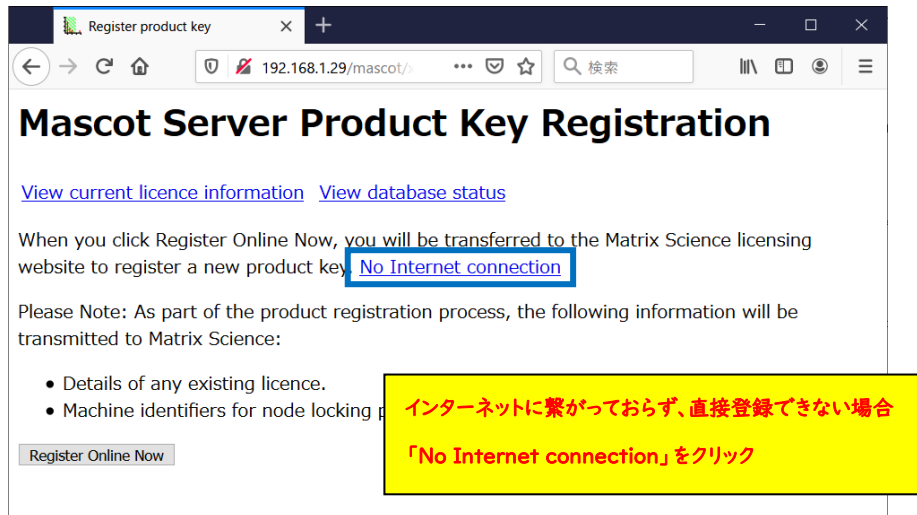 Register product key
192.168.1.29/mascot/
検索
Mascot Server Product Key Registration
View current licence information View database status
When you click Register Online Now, you will be transferred to the Matrix Science licensing
website to register a new product key. No Internet connection
Please Note: As part of the product registration process, the following information will be
transmitted to Matrix Science:
• Details of any existing licence.
• Machine identifiers for node locking
インターネットに繋がっておらず、直接登録できない場合
「No Internet connection」をクリック
Register Online Now